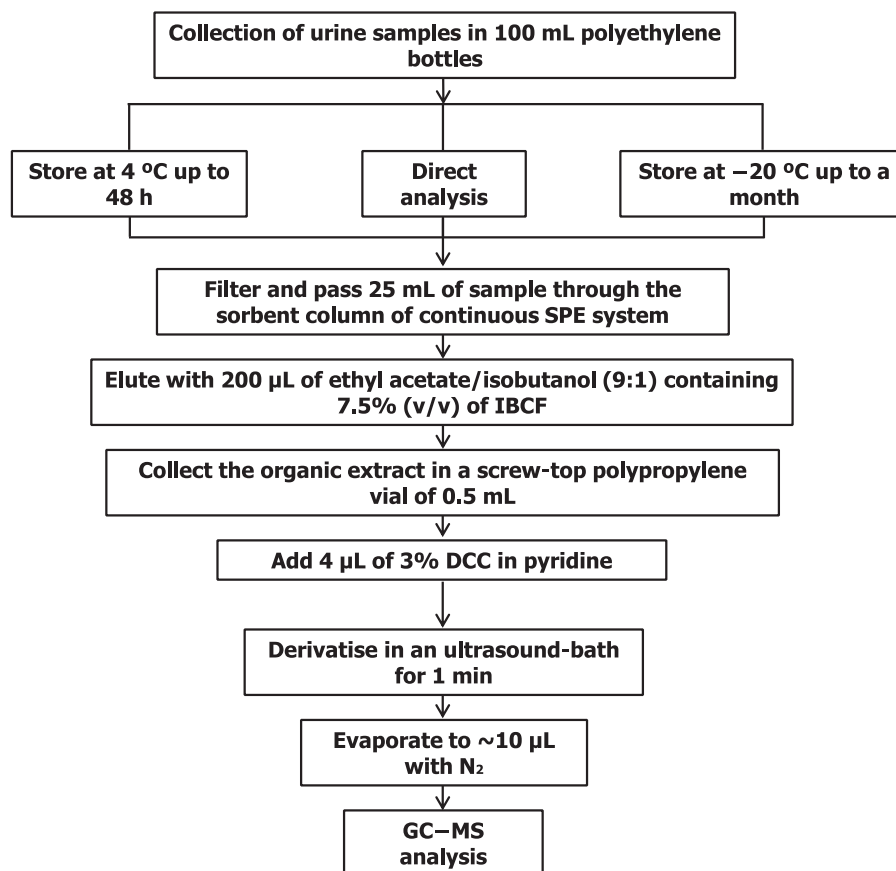 Collection of urine samples in 100 mL polyethylene
bottles
Store at 4 ºC up to
48 h
Direct
analysis
Store at −20 ºC up to a
month
Filter and pass 25 mL of sample through the
sorbent column of continuous SPE system
Elute with 200 µL of ethyl acetate/isobutanol (9:1) containing
7.5% (v/v) of IBCF
Collect the organic extract in a screw-top polypropylene
vial of 0.5 mL
Add 4 µL of 3% DCC in pyridine
Derivatise in an ultrasound-bath
for 1 min
Evaporate to ~10 µL
with N₂
GC−MS
analysis